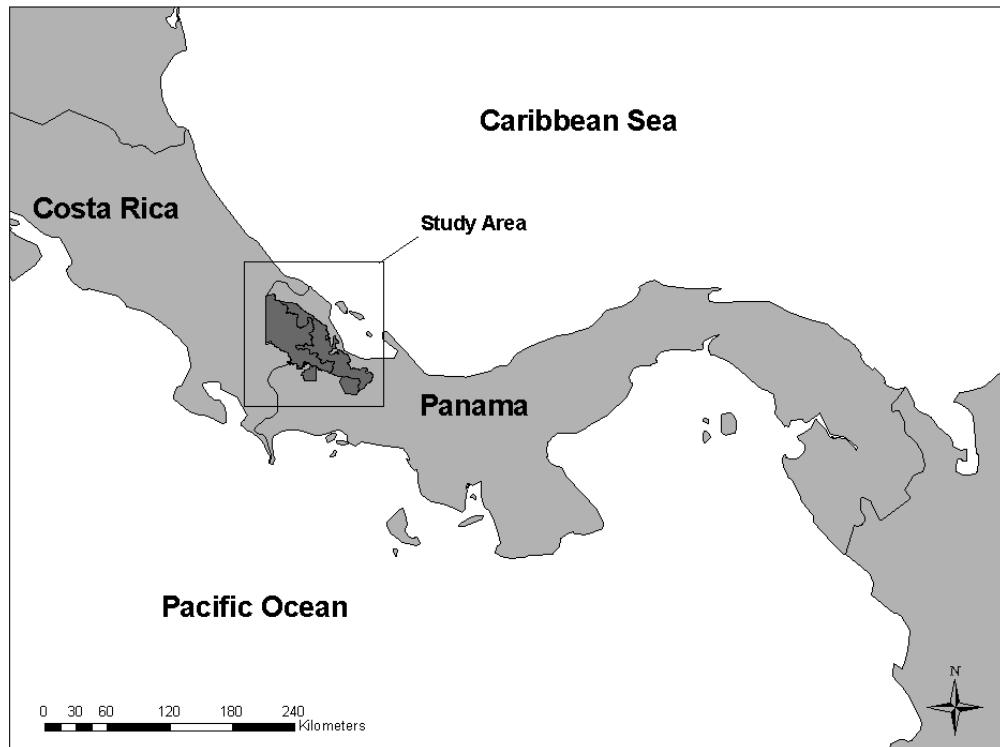 Caribbean Sea
Costa Rica
Study Area
Panama
Pacific Ocean
N
0 30 60 120 180 240
Kilometers